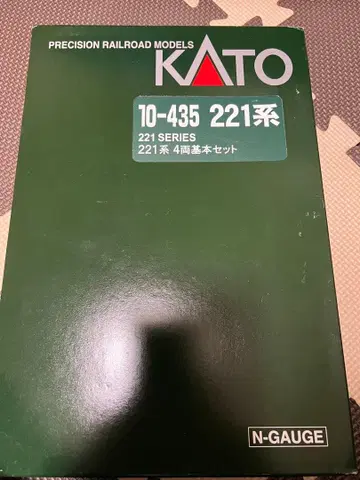 PRECISION RAILROAD MODELS
KATO
10-435 221系
221 SERIES
221系 4両基本セット
N-GAUGE